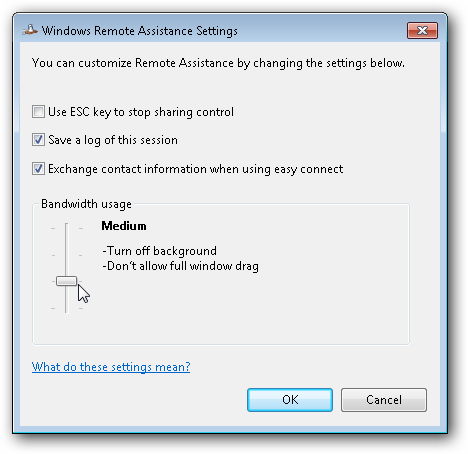 Windows Remote Assistance Settings
You can customize Remote Assistance by changing the settings below.
Use ESC key to stop sharing control
Save a log of this session
Exchange contact information when using easy connect
Bandwidth usage
Medium
-Turn off background
-Don't allow full window drag
What do these settings mean?
OK
Cancel